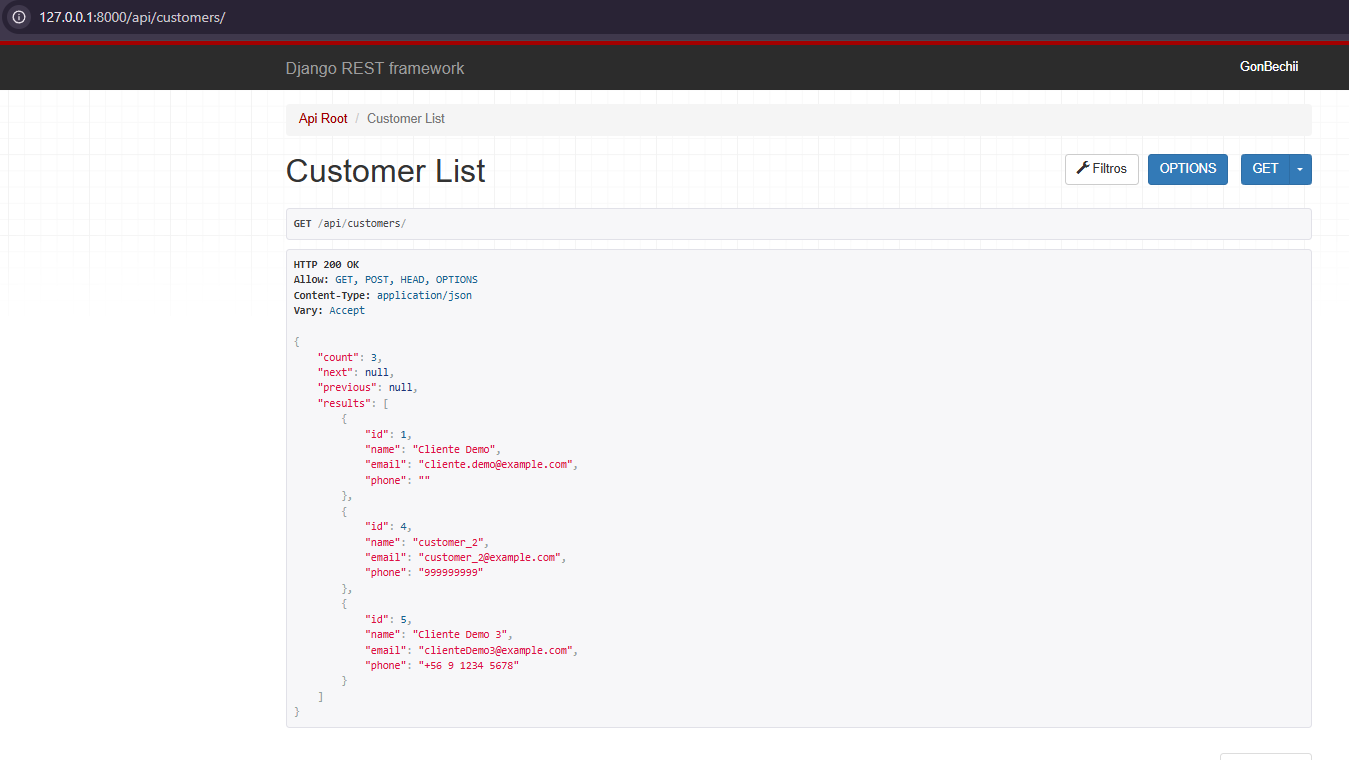 127.0.0.1:8000/api/customers/
Django REST framework
GonBechii
Api Root / Customer List
Customer List
Filtros
OPTIONS
GET
GET /api/customers/
HTTP 200 OK
Allow: GET, POST, HEAD, OPTIONS
Content-Type: application/json
Vary: Accept
{
    "count": 3,
    "next": null,
    "previous": null,
    "results": [
        {
            "id": 1,
            "name": "Cliente Demo",
            "email": "cliente.demo@example.com",
            "phone": ""
        },
        {
            "id": 4,
            "name": "customer_2",
            "email": "customer_2@example.com",
            "phone": "999999999"
        },
        {
            "id": 5,
            "name": "Cliente Demo 3",
            "email": "clienteDemo3@example.com",
            "phone": "+56 9 1234 5678"
        }
    ]
}